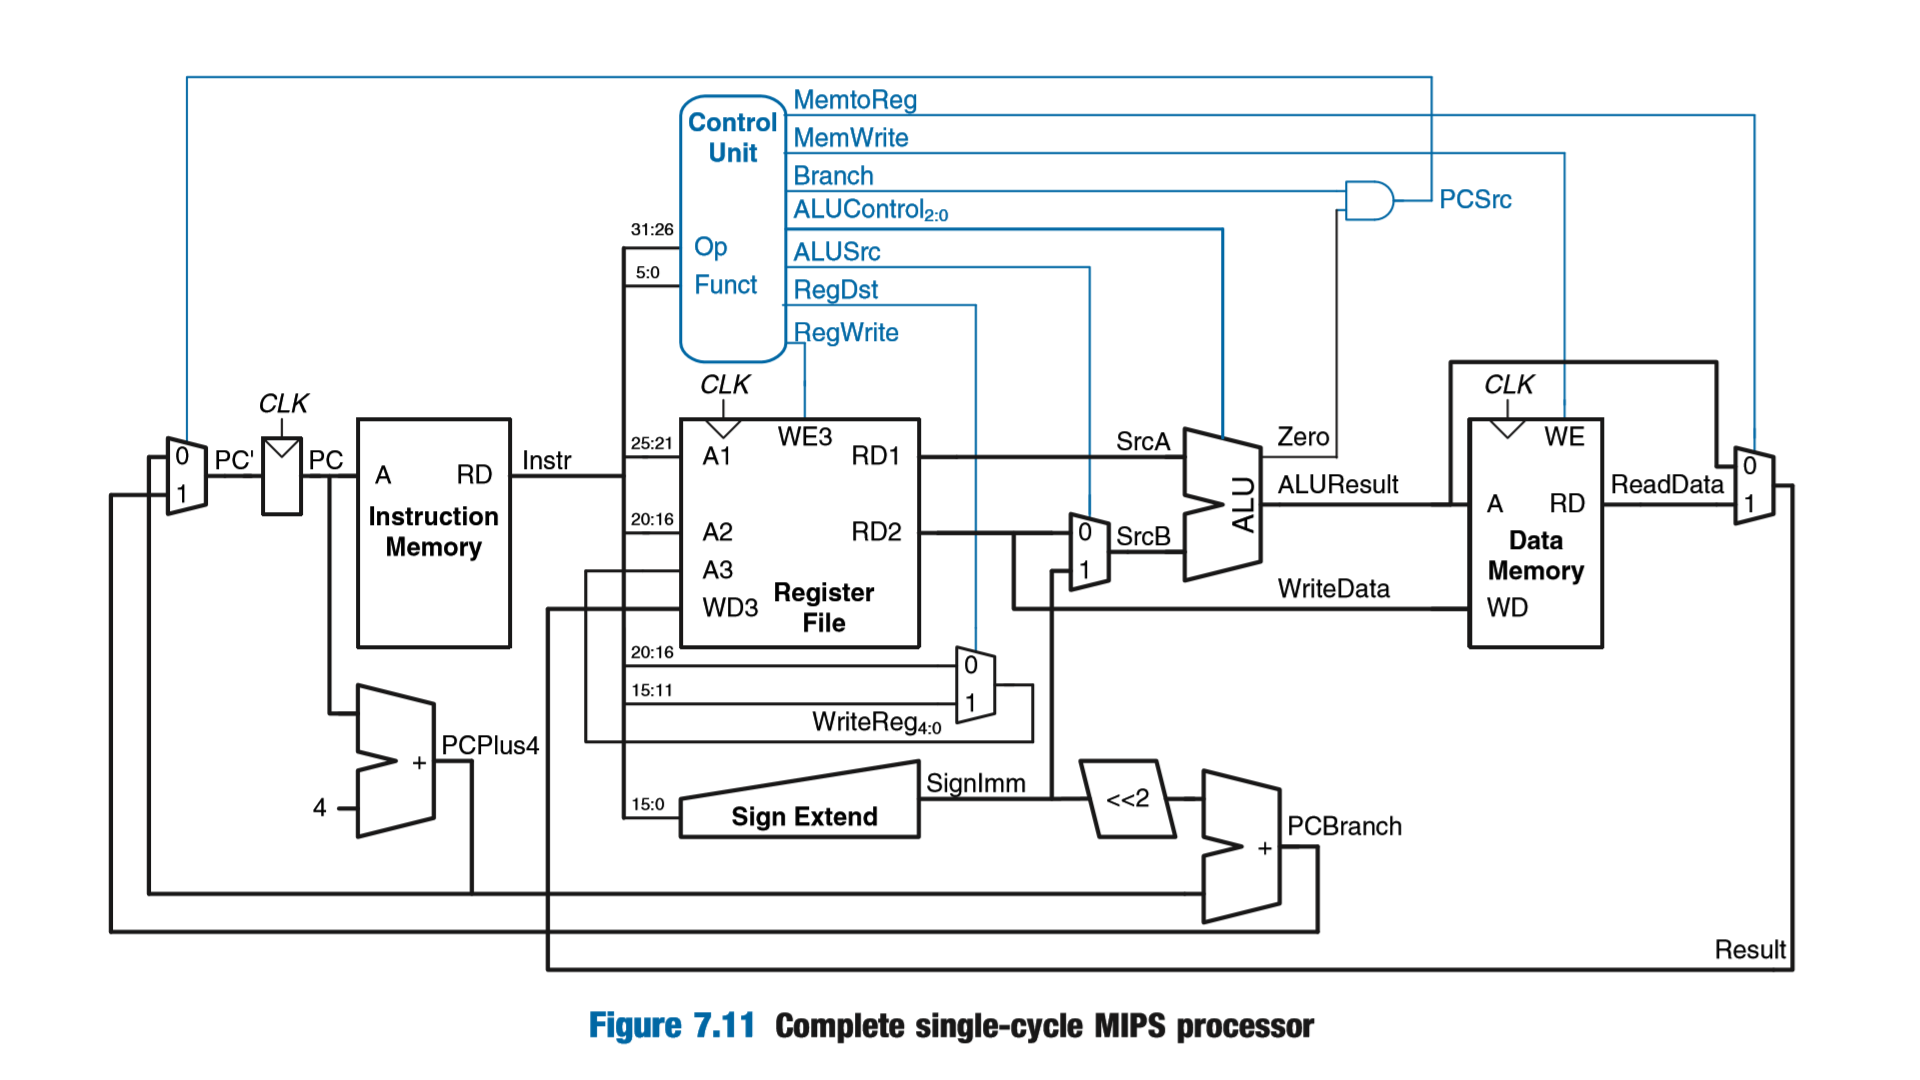 MemtoReg
Control
Unit
MemWrite
Branch
PCSrc
ALUControl2:0
31:26
Op
ALUSrc
5:0
Funct
RegDst
RegWrite
CLK
CLK
CLK
0
1
PC'
PC
A
RD
Instruction
Memory
Instr
25:21
A1
WE3
RD1
20:16
A2
RD2
A3
WD3
Register
File
SrcA
0
1
SrcB
ALU
Zero
ALUResult
WriteData
WE
A
RD
Data
Memory
WD
ReadData
0
1
20:16
0
15:11
1
WriteReg4:0
PCPlus4
+
4
15:0
Sign Extend
SignImm
<<2
+
PCBranch
Result
Figure 7.11 Complete single-cycle MIPS processor